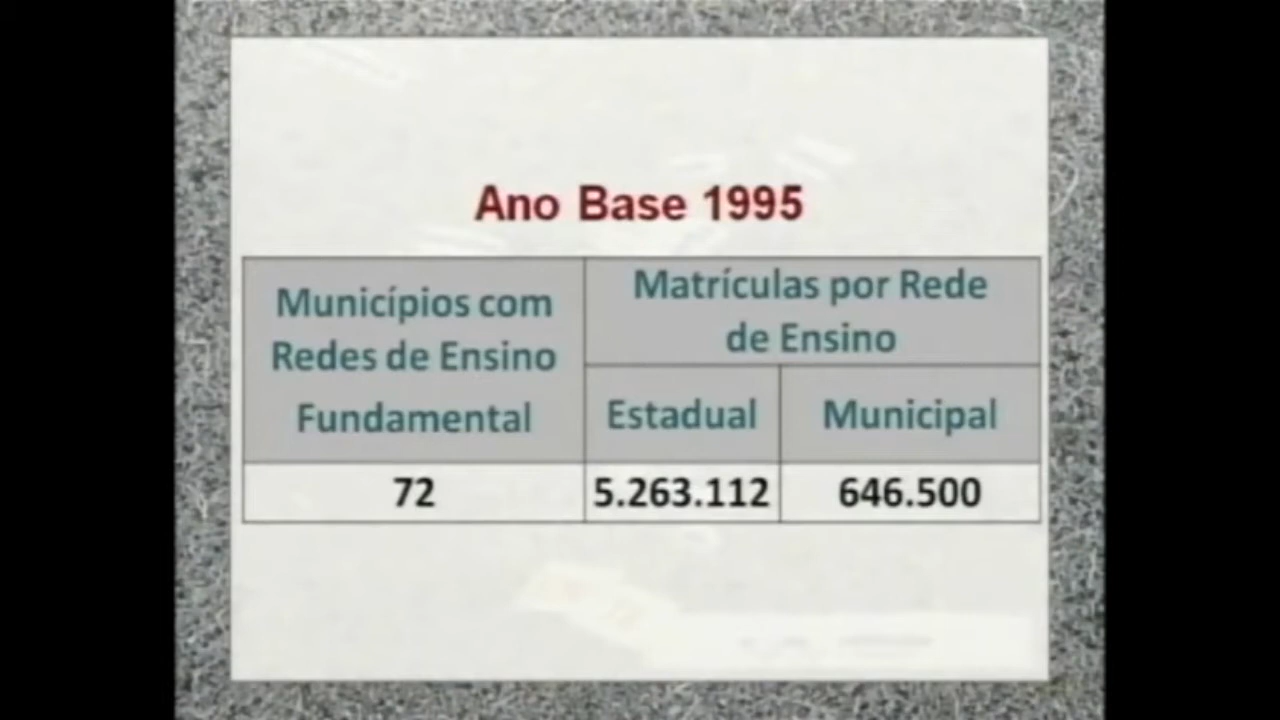 Ano Base 1995
Municípios com
Redes de Ensino
Fundamental
Matrículas por Rede
de Ensino
Estadual
Municipal
72
5.263.112
646.500